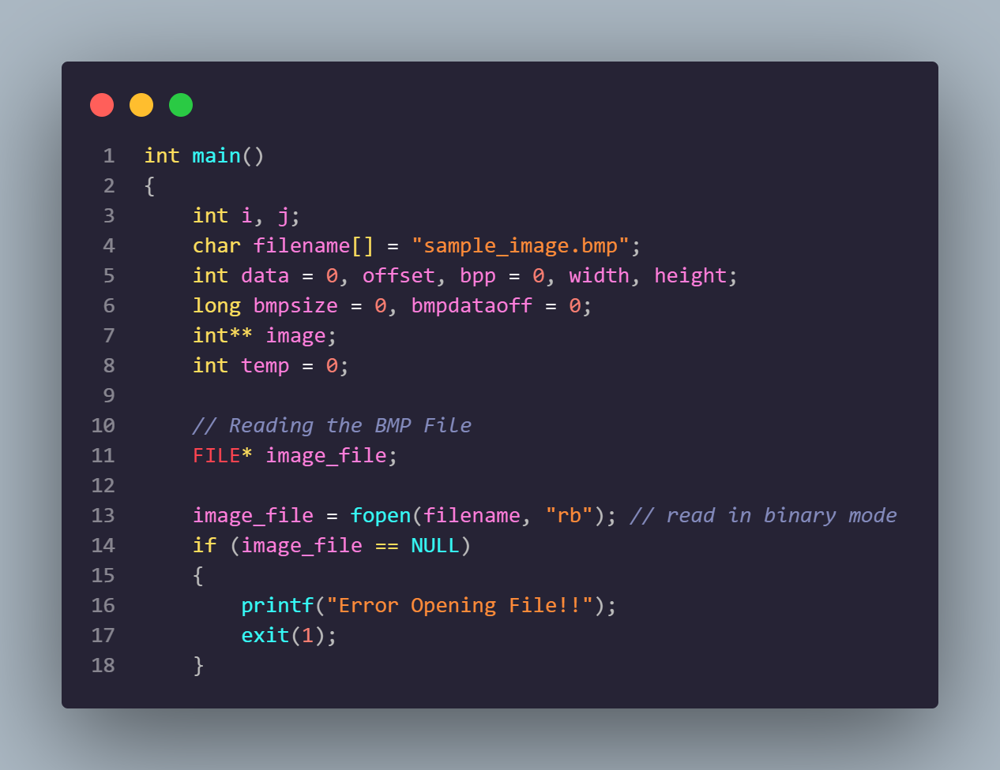 1 int main()
2 {
3     int i, j;
4     char filename[] = "sample_image.bmp";
5     int data = 0, offset, bpp = 0, width, height;
6     long bmpsize = 0, bmpdataoff = 0;
7     int** image;
8     int temp = 0;
9
10     // Reading the BMP File
11     FILE* image_file;
12
13     image_file = fopen(filename, "rb"); // read in binary mode
14     if (image_file == NULL)
15     {
16         printf("Error Opening File!!");
17         exit(1);
18     }